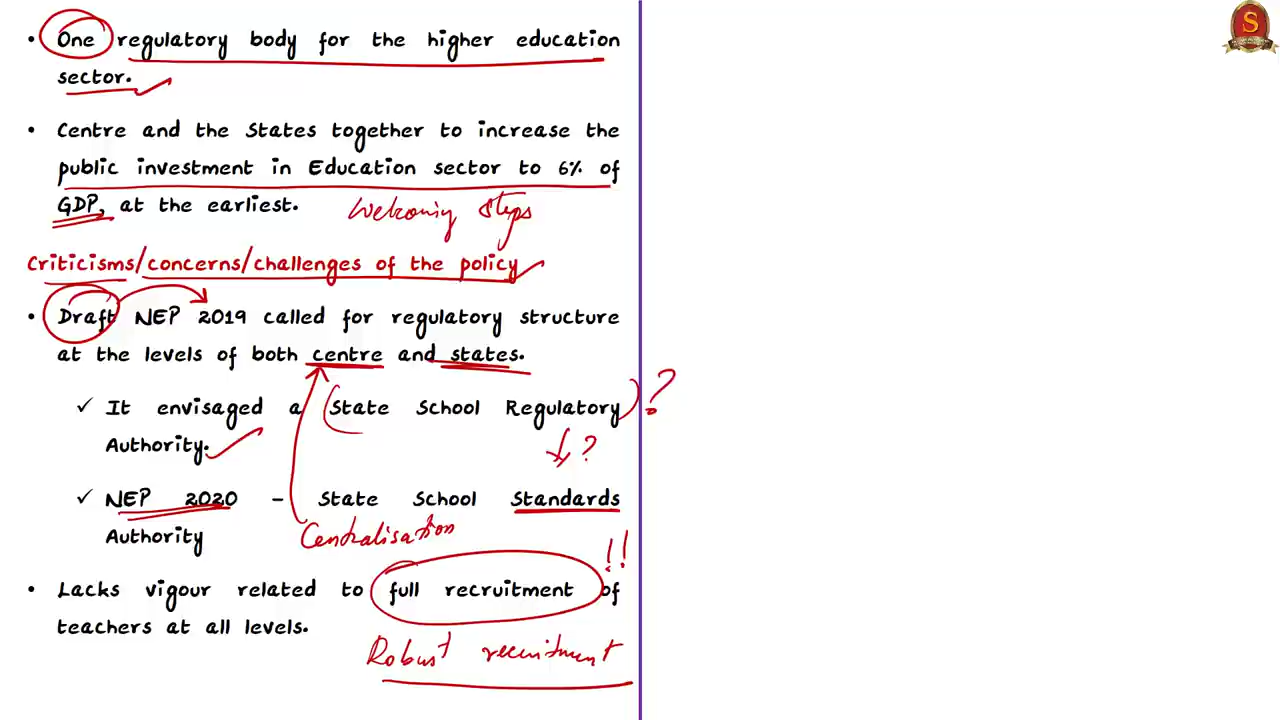 • One regulatory body for the higher education
sector.
• Centre and the States together to increase the
public investment in Education sector to 6% of
GDP, at the earliest.
Welcoming steps
Criticisms/concerns/challenges of the policy
• Draft NEP 2019 called for regulatory structure
at the levels of both centre and states.
✓ It envisaged a State School Regulatory ?
Authority.
?
✓ NEP 2020 - State School Standards
Authority
Centralisation
!!
• Lacks vigour related to full recruitment of
teachers at all levels.
Robust recruitment
S